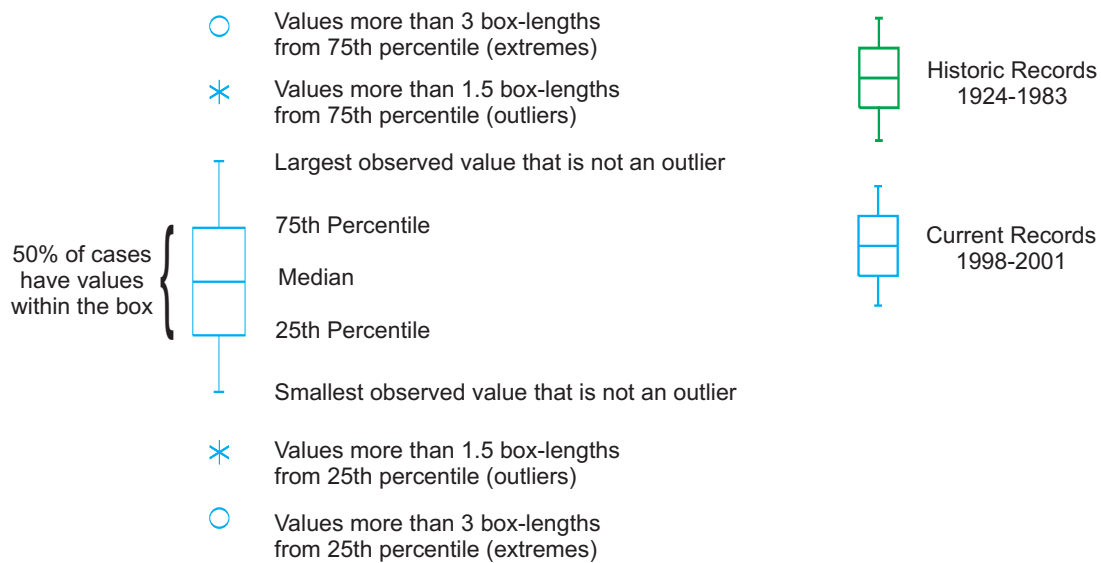 Values more than 3 box-lengths
from 75th percentile (extremes)
Values more than 1.5 box-lengths
from 75th percentile (outliers)
Largest observed value that is not an outlier
75th Percentile
50% of cases
have values
within the box
Median
25th Percentile
Smallest observed value that is not an outlier
Values more than 1.5 box-lengths
from 25th percentile (outliers)
Values more than 3 box-lengths
from 25th percentile (extremes)
Historic Records
1924-1983
Current Records
1998-2001